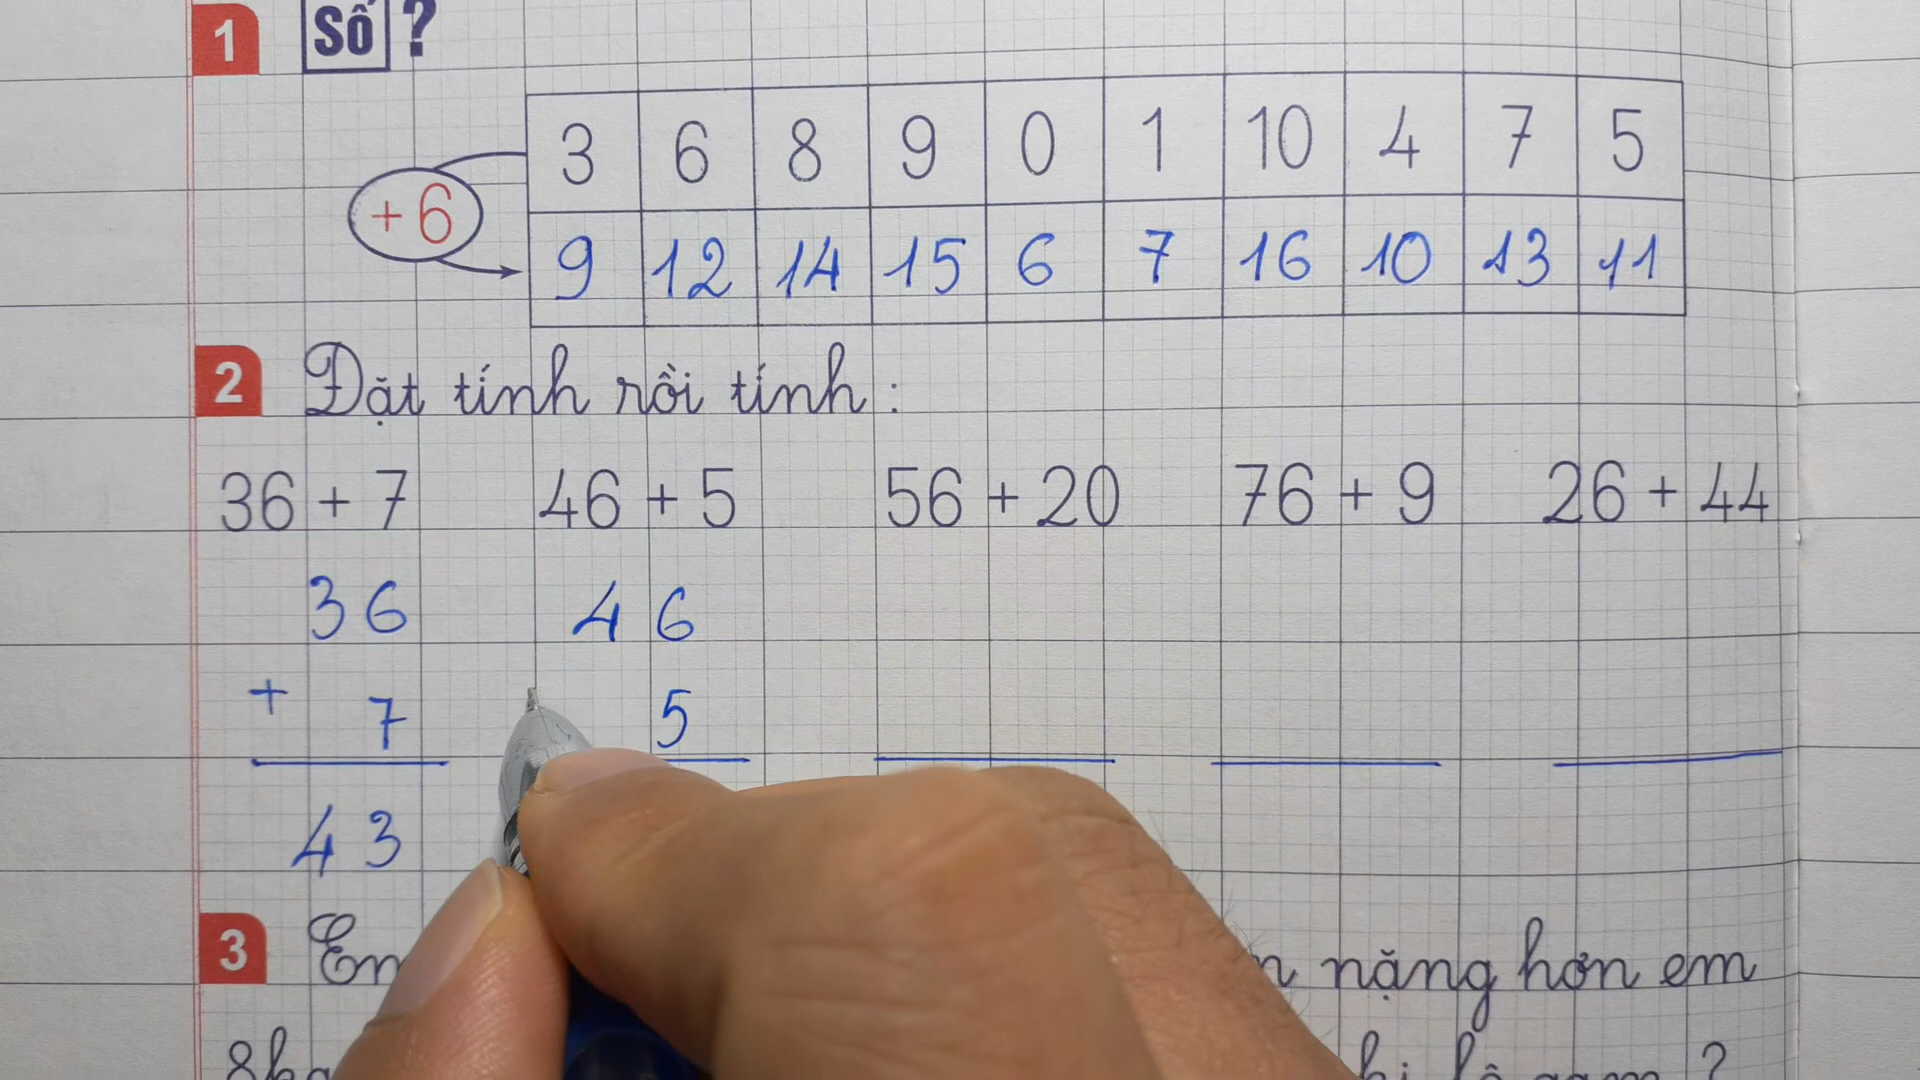 1 Số ?
3 6 8 9 0 1 10 4 7 5
+6
9 12 14 15 6 7 16 10 13 11
2 Đặt tính rồi tính :
36 + 7 46 + 5 56 + 20 76 + 9 26 + 44
36 46
+ 7 5
43
3 nặng hơn em
?